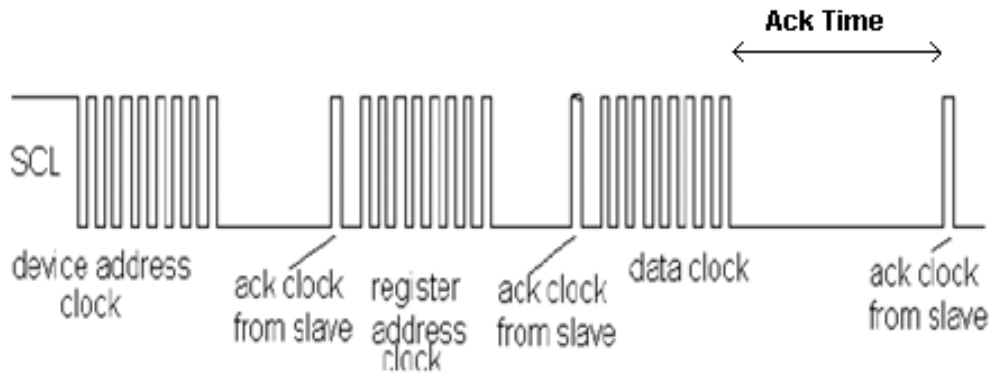 Ack Time
SCL
device address
clock
ack clock
from slave
register
address
clock
ack clock
from slave
data clock
ack clock
from slave